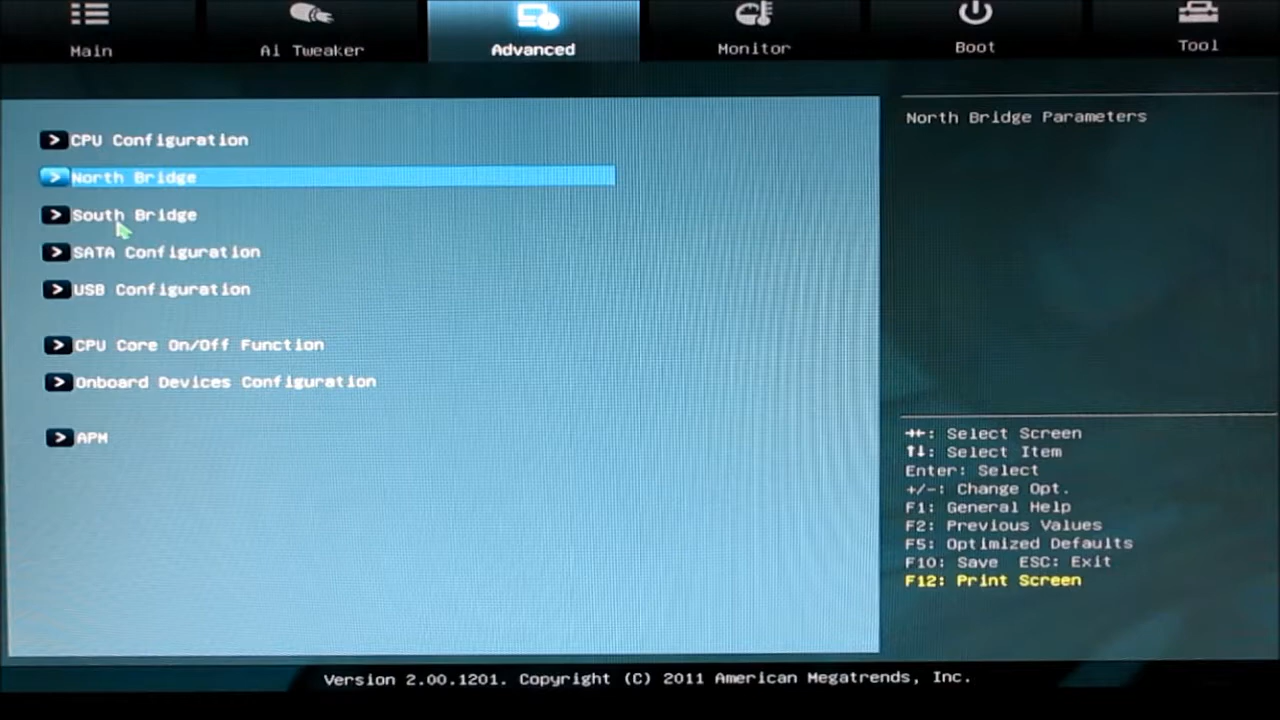 Main Ai Tweaker Advanced Monitor Boot Tool
> CPU Configuration
> North Bridge
> South Bridge
> SATA Configuration
> USB Configuration
> CPU Core On/Off Function
> Onboard Devices Configuration
> APM
North Bridge Parameters
→←: Select Screen
↑↓: Select Item
Enter: Select
+/-: Change Opt.
F1: General Help
F2: Previous Values
F5: Optimized Defaults
F10: Save ESC: Exit
F12: Print Screen
Version 2.00.1201. Copyright (C) 2011 American Megatrends, Inc.